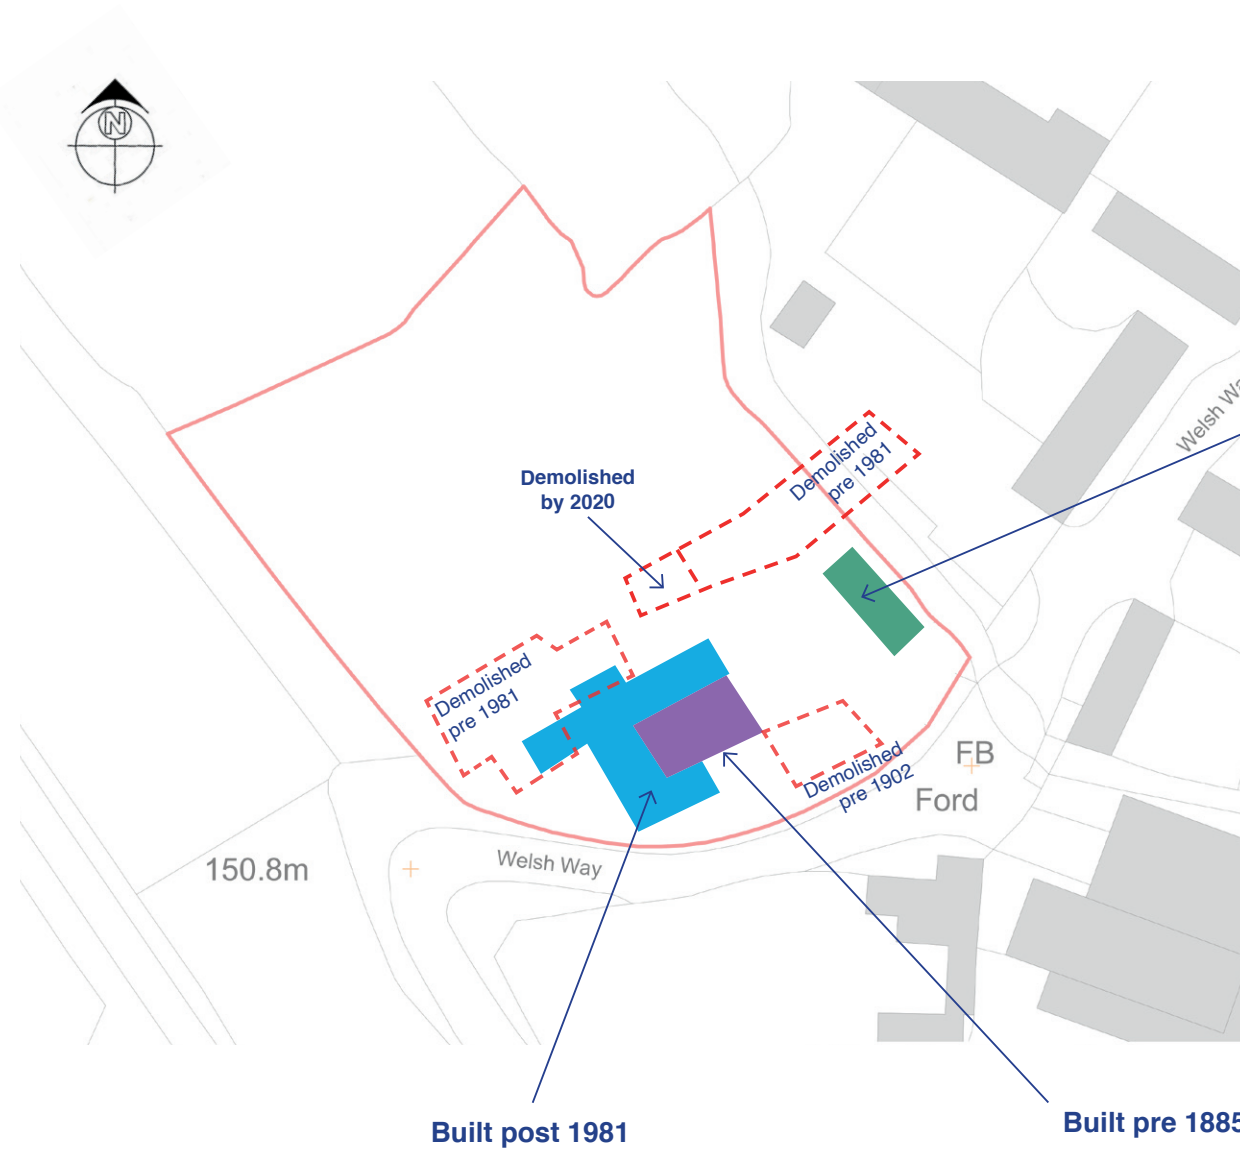 N
Welsh Wa
Demolished
pre 1981
Demolished
by 2020
Demolished
pre 1981
Demolished
pre 1902
FB
Ford
Welsh Way
150.8m
Built post 1981
Built pre 1885